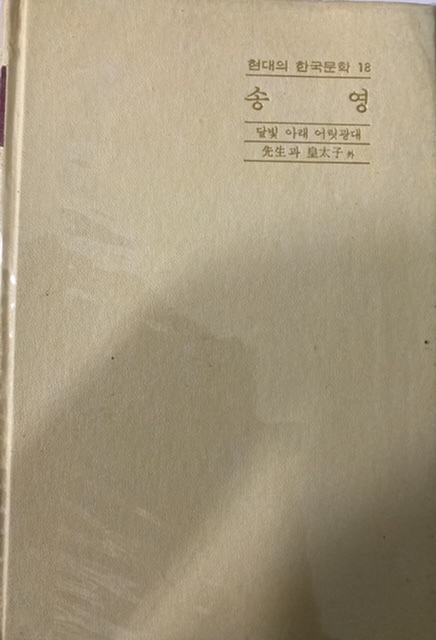 현대의 한국문학 18
송 영
달빛 아래 어릿광대
先生과 皇太子 外